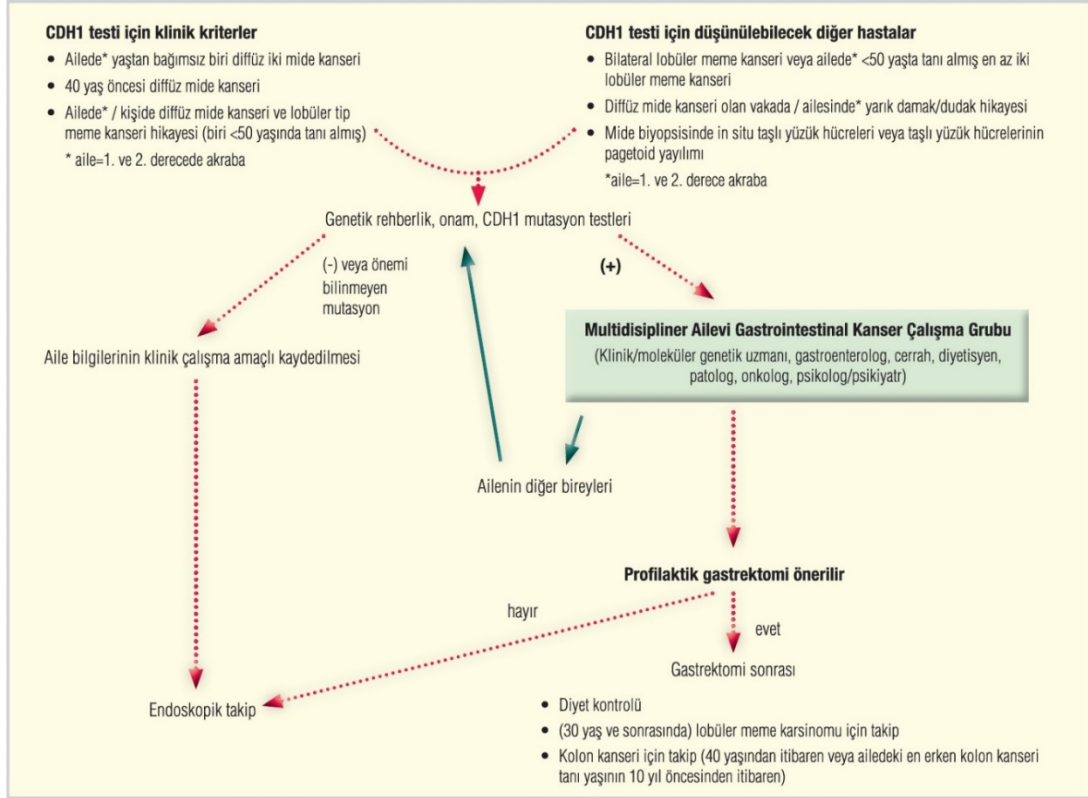 CDH1 testi için klinik kriterler
• Ailede* yaştan bağımsız biri diffüz iki mide kanseri
• 40 yaş öncesi diffüz mide kanseri
• Ailede* / kişide diffüz mide kanseri ve lobüler tip
meme kanseri hikayesi (biri <50 yaşında tanı almış)
* aile=1. ve 2. derecede akraba
CDH1 testi için düşünülebilecek diğer hastalar
• Bilateral lobüler meme kanseri veya ailede* <50 yaşta tanı almış en az iki
lobüler meme kanseri
• Diffüz mide kanseri olan vakada / ailesinde* yarık damak/dudak hikayesi
• Mide biyopsisinde in situ taşlı yüzük hücreleri veya taşlı yüzük hücrelerinin
pagetoid yayılımı
*aile=1. ve 2. derece akraba
Genetik rehberlik, onam, CDH1 mutasyon testleri
(-) veya önemi
bilinmeyen
mutasyon
(+)
Aile bilgilerinin klinik çalışma amaçlı kaydedilmesi
Multidisipliner Ailevi Gastrointestinal Kanser Çalışma Grubu
(Klinik/moleküler genetik uzmanı, gastroenterolog, cerrah, diyetisyen,
patolog, onkolog, psikolog/psikiyatr)
Ailenin diğer bireyleri
Profilaktik gastrektomi önerilir
hayır
evet
Gastrektomi sonrası
Endoskopik takip
• Diyet kontrolü
• (30 yaş ve sonrasında) lobüler meme karsinomu için takip
• Kolon kanseri için takip (40 yaşından itibaren veya ailedeki en erken kolon kanseri
tanı yaşının 10 yıl öncesinden itibaren)